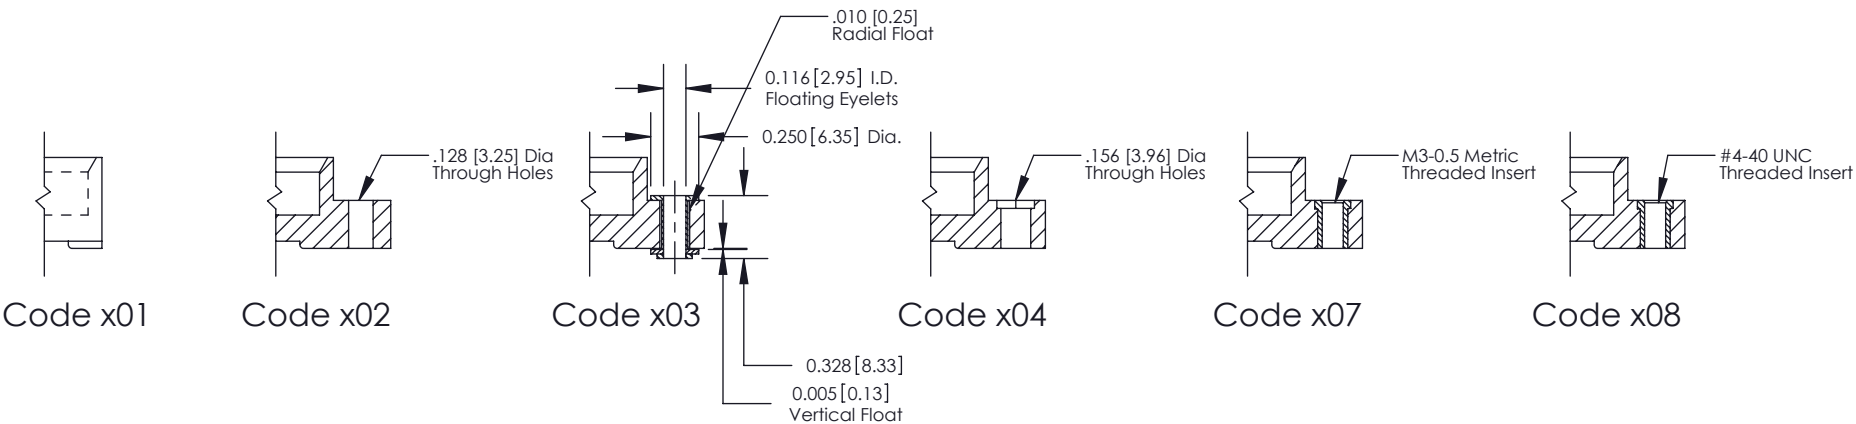 .010 [0.25]
Radial Float
0.116 [2.95] I.D.
Floating Eyelets
0.250 [6.35] Dia.
.128 [3.25] Dia
Through Holes
.156 [3.96] Dia
Through Holes
M3-0.5 Metric
Threaded Insert
#4-40 UNC
Threaded Insert
Code x01
Code x02
Code x03
Code x04
Code x07
Code x08
0.328 [8.33]
0.005 [0.13]
Vertical Float